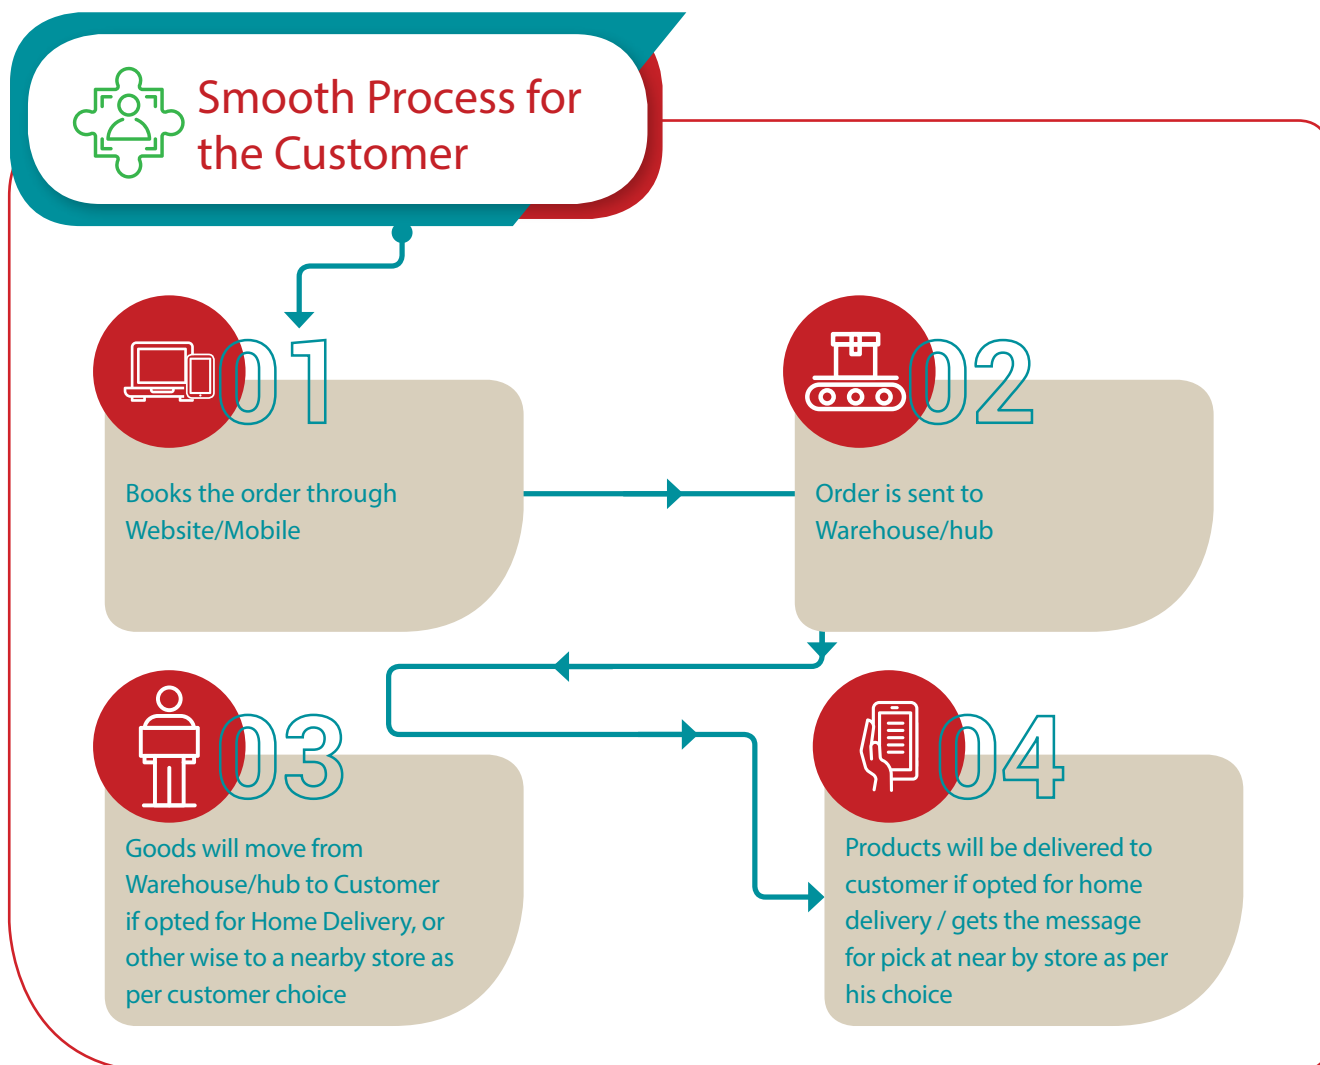 Smooth Process for
the Customer
01
Books the order through
Website/Mobile
02
Order is sent to
Warehouse/hub
03
Goods will move from
Warehouse/hub to Customer
if opted for Home Delivery, or
other wise to a nearby store as
per customer choice
04
Products will be delivered to
customer if opted for home
delivery / gets the message
for pick at near by store as per
his choice